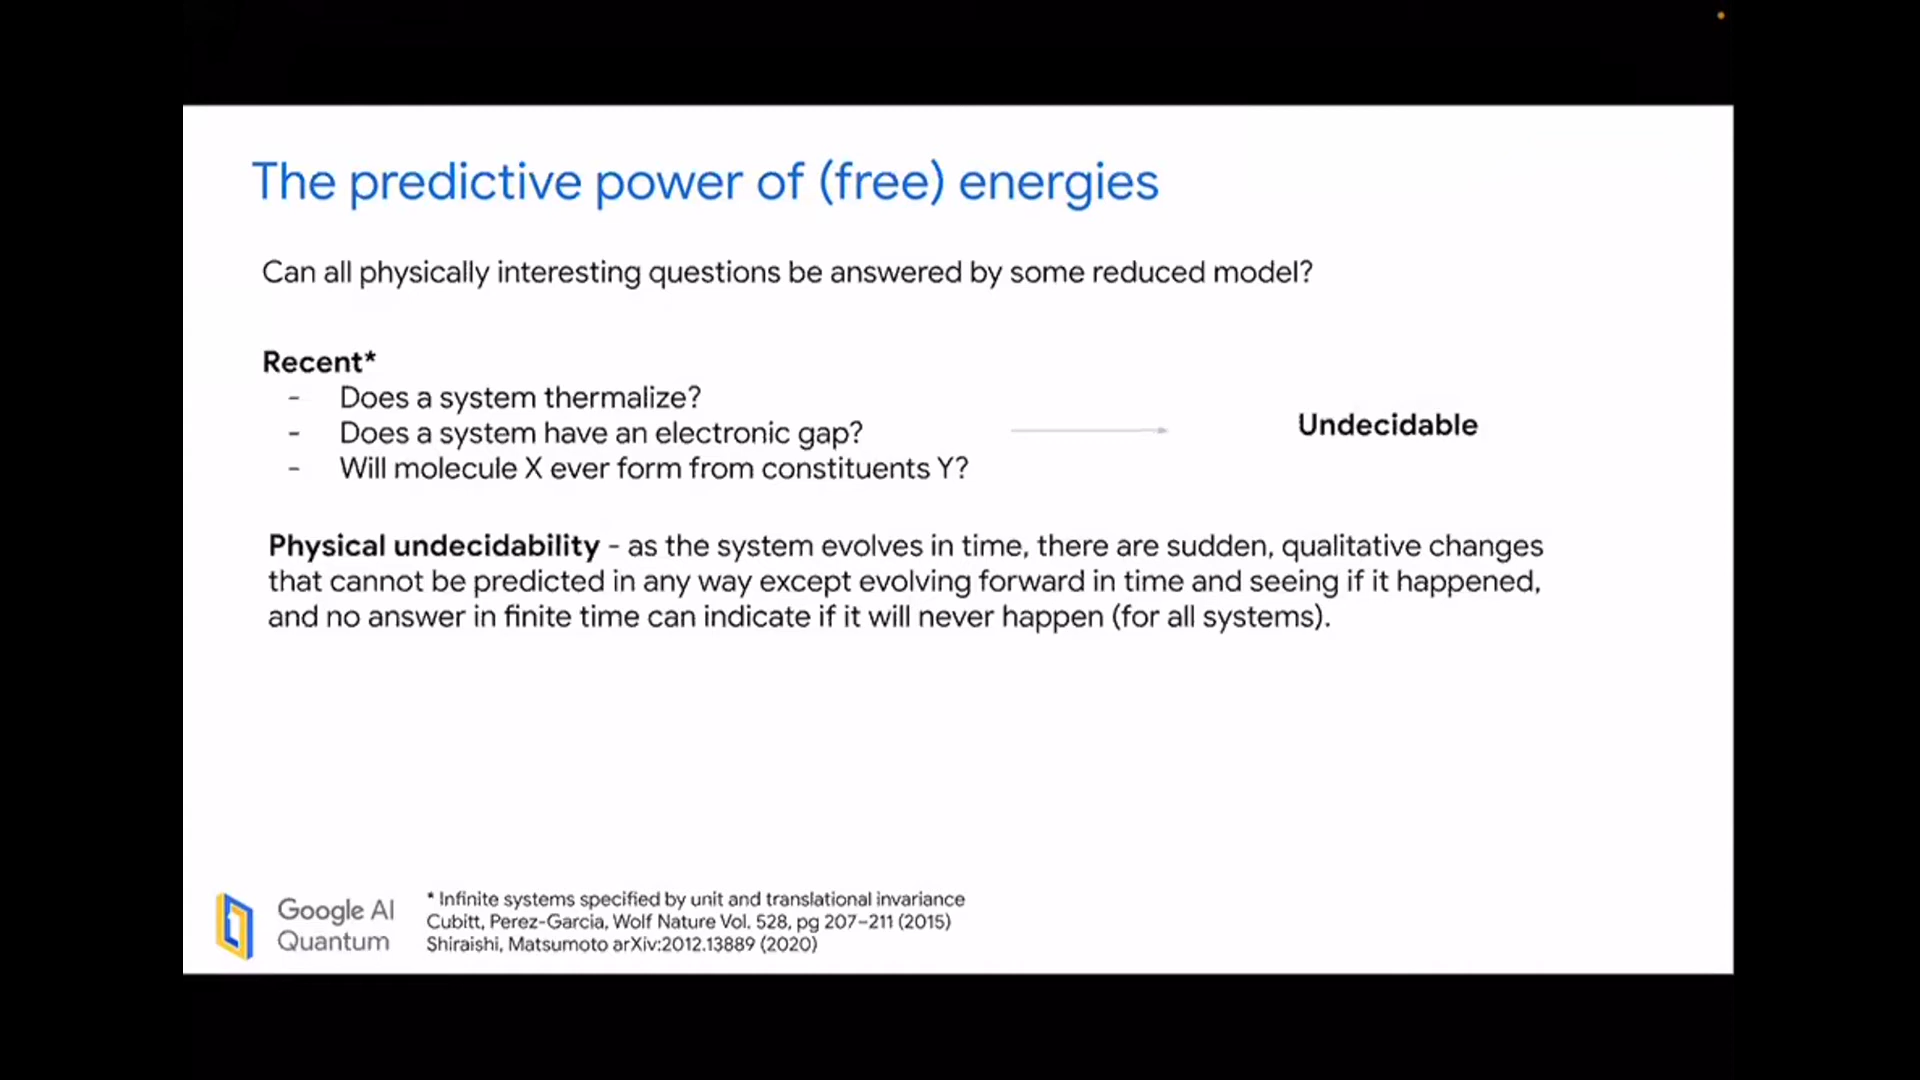 The predictive power of (free) energies
Can all physically interesting questions be answered by some reduced model?
Recent*
- Does a system thermalize?
- Does a system have an electronic gap?
- Will molecule X ever form from constituents Y?
Undecidable
Physical undecidability - as the system evolves in time, there are sudden, qualitative changes
that cannot be predicted in any way except evolving forward in time and seeing if it happened,
and no answer in finite time can indicate if it will never happen (for all systems).
Google AI
Quantum
* Infinite systems specified by unit and translational invariance
Cubitt, Perez-Garcia, Wolf Nature Vol. 528, pg 207–211 (2015)
Shiraishi, Matsumoto arXiv:2012.13889 (2020)